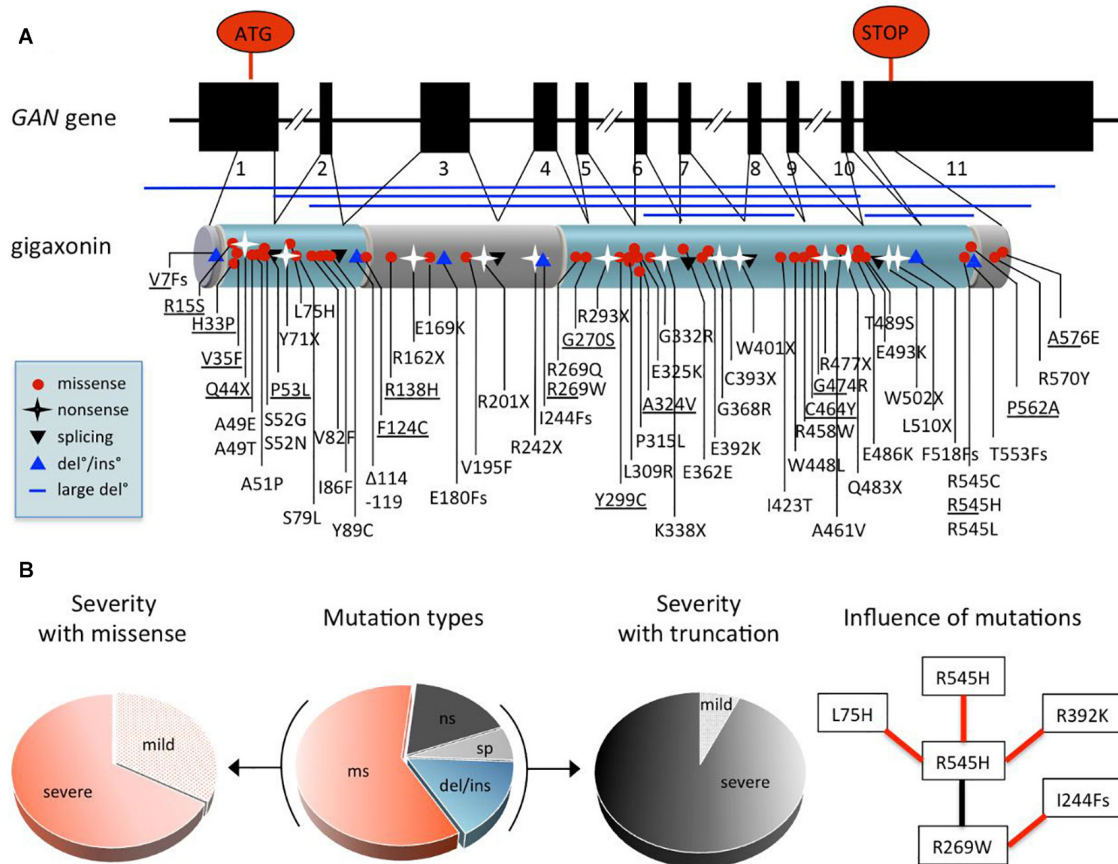 A
ATG
STOP
GAN gene
1 2 3 4 5 6 7 8 9 10 11
gigaxonin
V7Fs
R15S
H33P
V35F
Q44X
A49E
A49T
A51P
S52G
S52N
P53L
Y71X
L75H
S79L
V82F
I86F
Y89C
Δ114
-119
F124C
R138H
R162X
E169K
E180Fs
V195F
R201X
R242X
I244Fs
R269Q
R269W
G270S
R293X
Y299C
L309R
P315L
A324V
E325K
G332R
K338X
E362E
G368R
E392K
C393X
W401X
I423T
W448L
R458W
A461V
C464Y
G474R
R477X
Q483X
E486K
T489S
E493K
W502X
L510X
F518Fs
R545C
R545H
R545L
T553Fs
P562A
R570Y
A576E
missense
nonsense
splicing
del°/ins°
large del°
B
Severity
with missense
mild
severe
Mutation types
ns
sp
del/ins
ms
Severity
with truncation
mild
severe
Influence of mutations
R545H
L75H
R392K
R545H
I244Fs
R269W